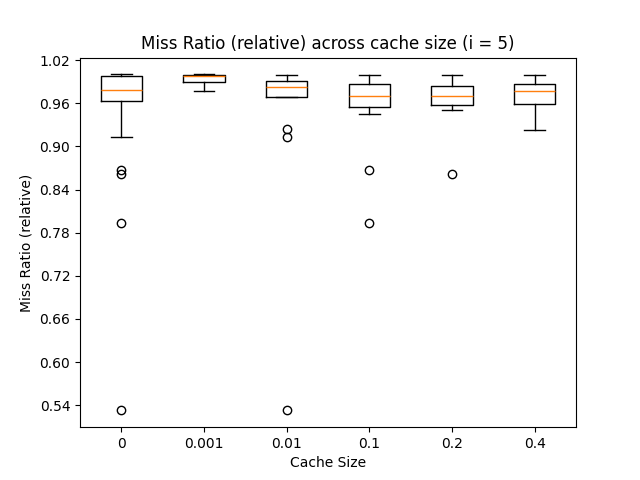 Miss Ratio (relative) across cache size (i = 5)
Miss Ratio (relative)
1.02
0.96
0.90
0.84
0.78
0.72
0.66
0.60
0.54
0 0.001 0.01 0.1 0.2 0.4
Cache Size